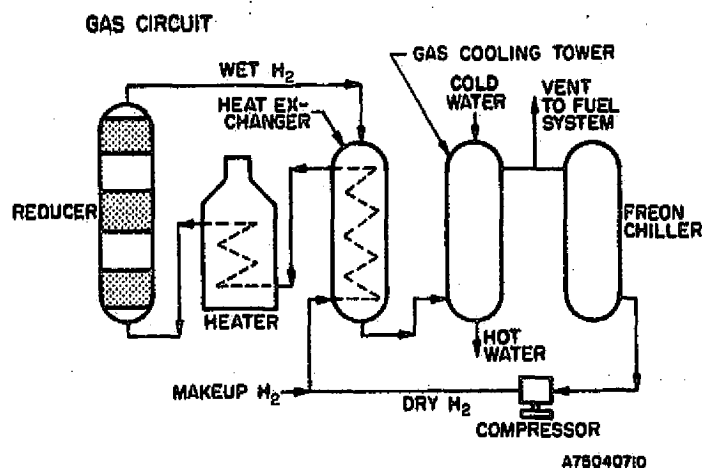 GAS CIRCUIT
WET H2
HEAT EX-
CHANGER
GAS COOLING TOWER
COLD
WATER
VENT
TO FUEL
SYSTEM
REDUCER
FREON
CHILLER
HEATER
HOT
WATER
MAKEUP H2
DRY H2
COMPRESSOR
A75040710